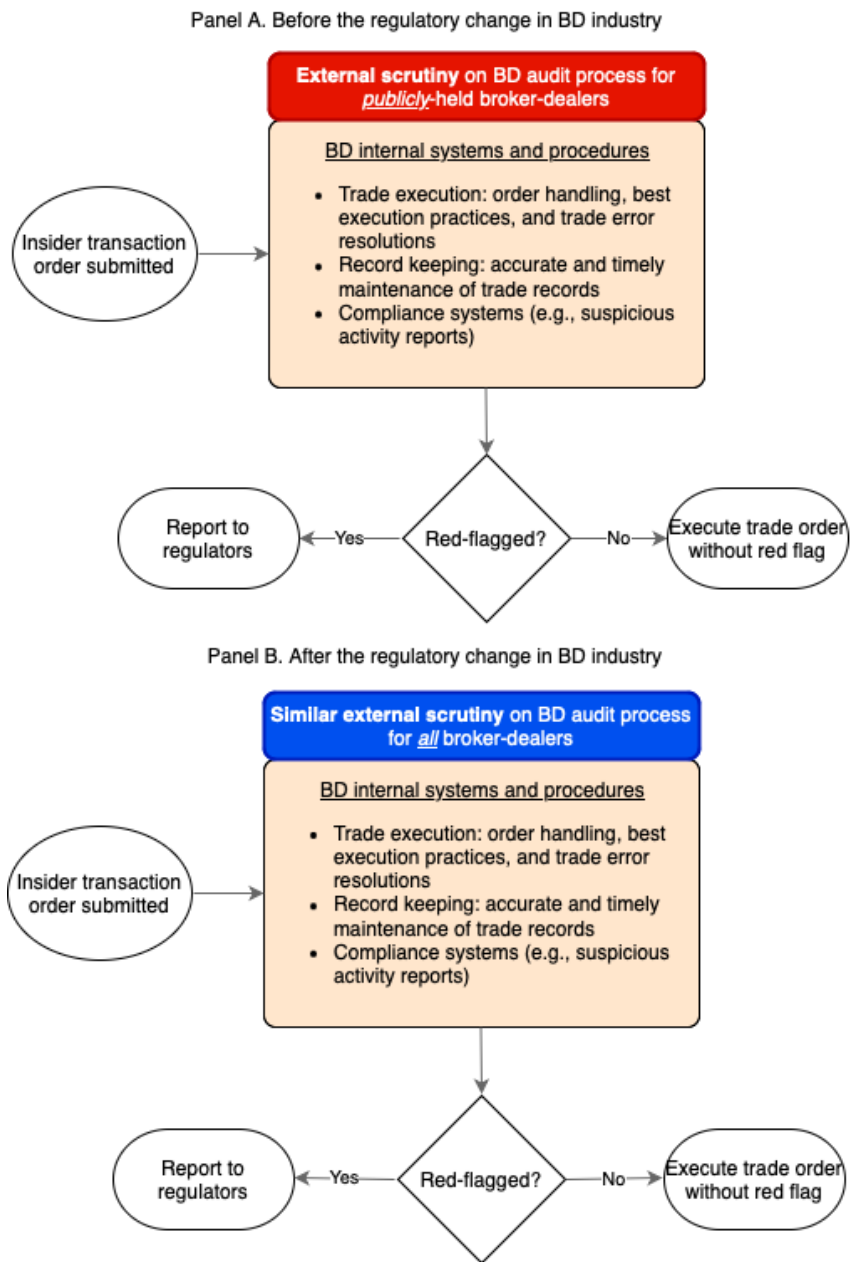 Panel A. Before the regulatory change in BD industry
External scrutiny on BD audit process for
publicly-held broker-dealers
BD internal systems and procedures
• Trade execution: order handling, best
execution practices, and trade error
resolutions
• Record keeping: accurate and timely
maintenance of trade records
• Compliance systems (e.g., suspicious
activity reports)
Insider transaction
order submitted
Report to
regulators
Yes
Red-flagged?
No
Execute trade order
without red flag
Panel B. After the regulatory change in BD industry
Similar external scrutiny on BD audit process
for all broker-dealers
BD internal systems and procedures
• Trade execution: order handling, best
execution practices, and trade error
resolutions
• Record keeping: accurate and timely
maintenance of trade records
• Compliance systems (e.g., suspicious
activity reports)
Insider transaction
order submitted
Report to
regulators
Yes
Red-flagged?
No
Execute trade order
without red flag